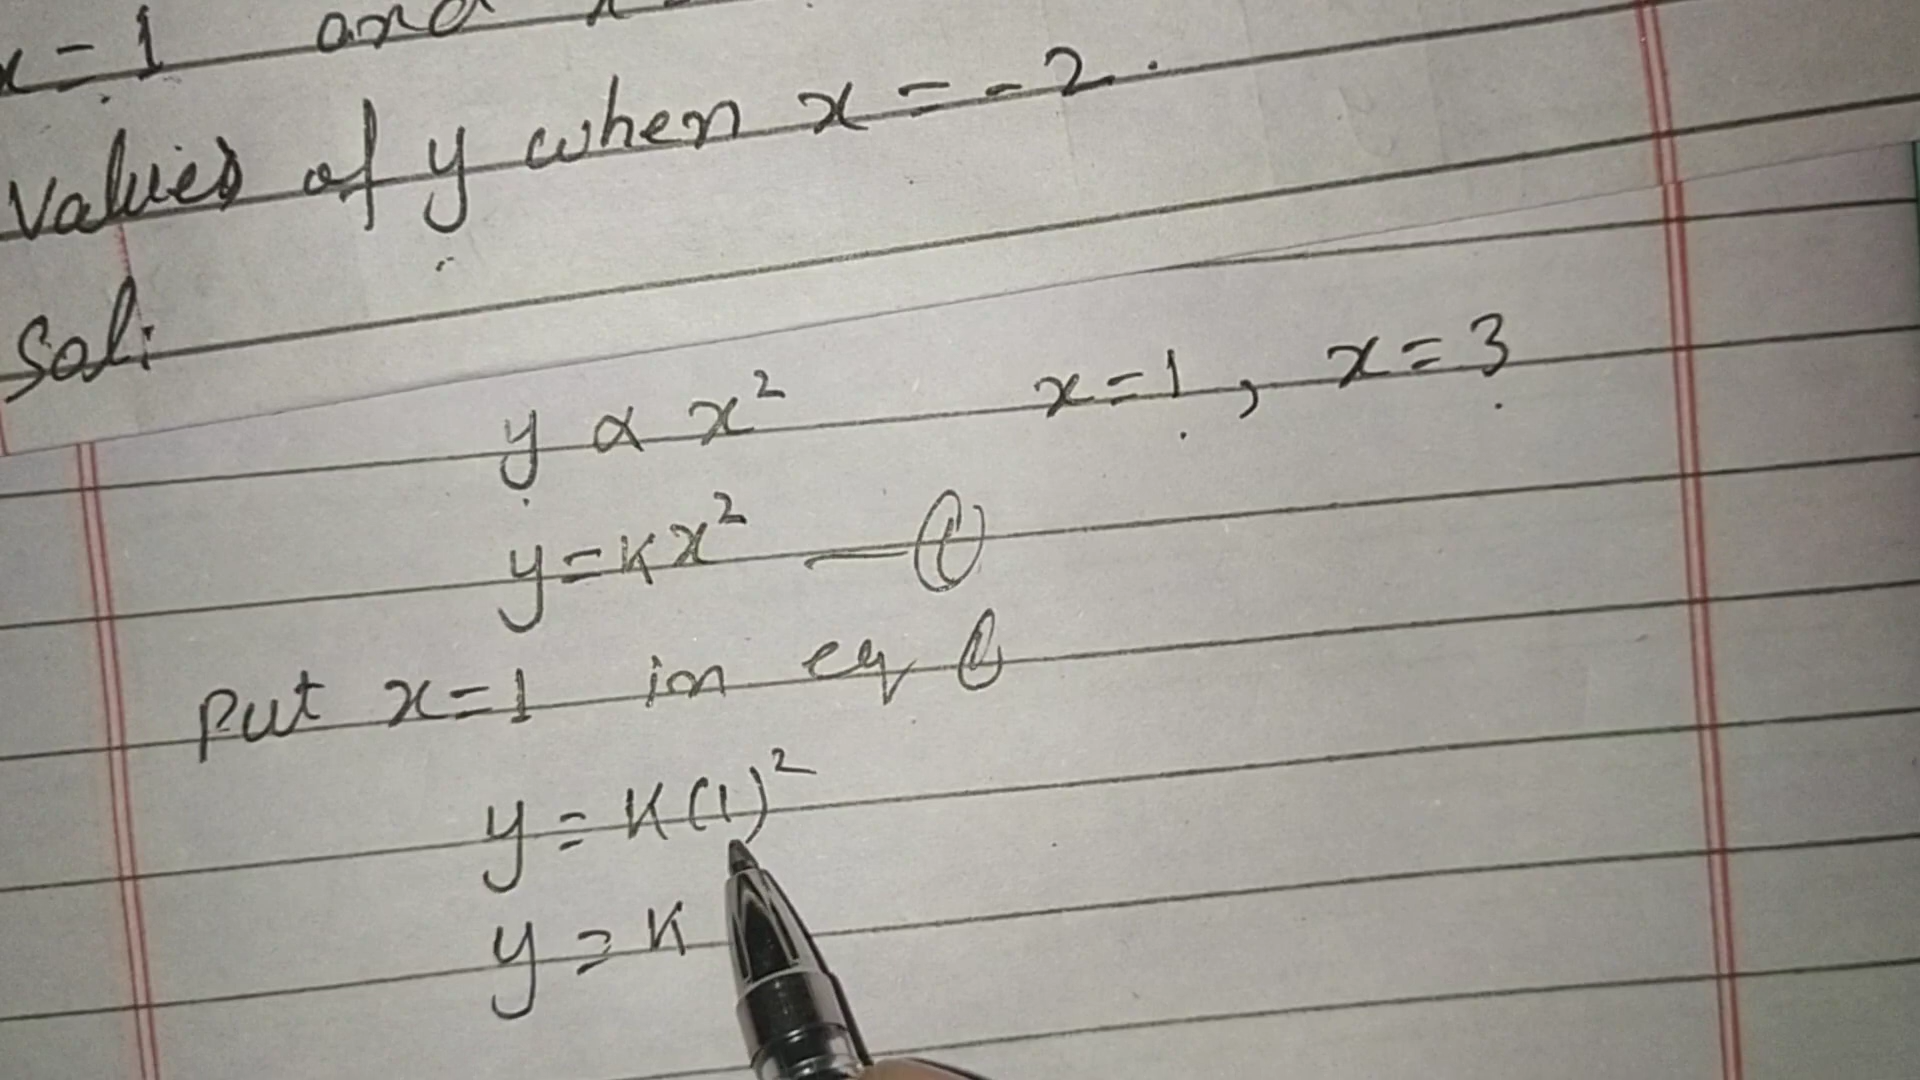 x = 1 and x
Values of y when x = -2.
Sol:
y ∝ x² x = 1, x = 3
y = Kx² — ①
Put x = 1 in eq ①
y = K(1)²
y = K